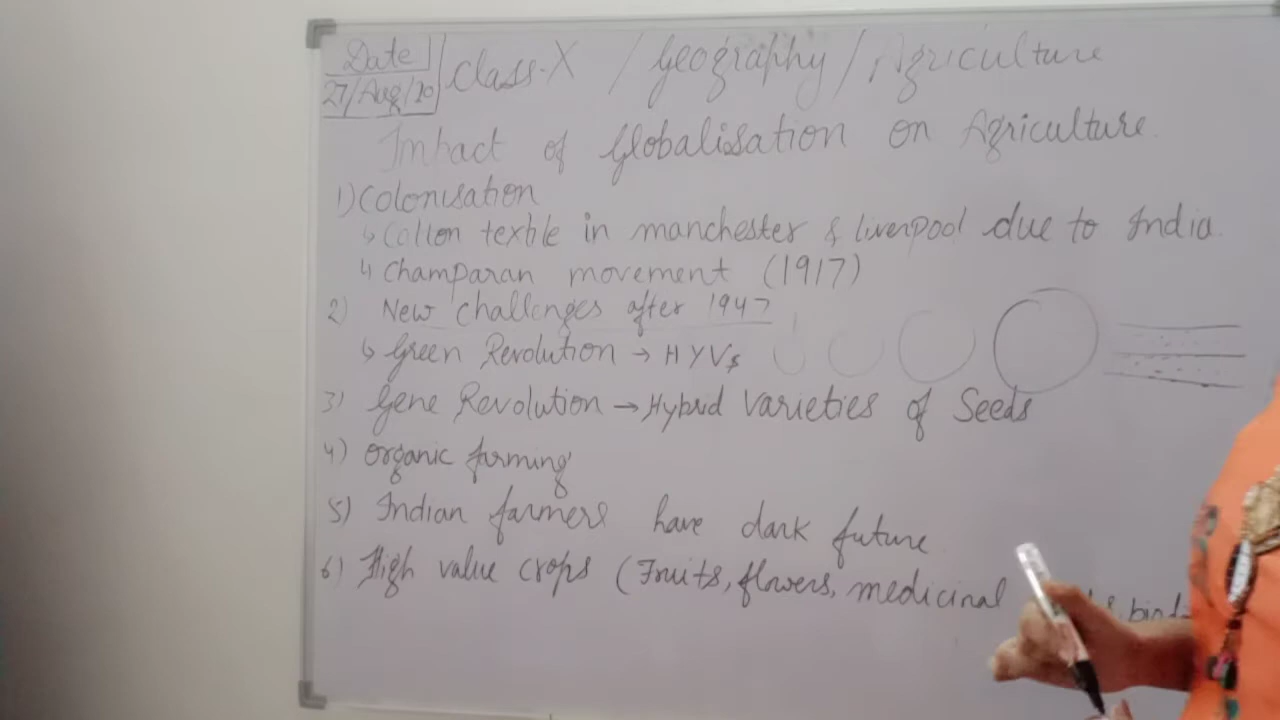 Date
27/Aug/20
Class-X / Geography / Agriculture
Impact of Globalisation on Agriculture.
1) Colonisation
↳ Cotton textile in manchester & liverpool due to India.
↳ Champaran movement (1917)
2) New challenges after 1947
↳ Green Revolution → HYVs
3) Gene Revolution → Hybrid Varieties of Seeds
4) Organic farming
5) Indian farmers have dark future
6) High value crops (Fruits, flowers, medicinal